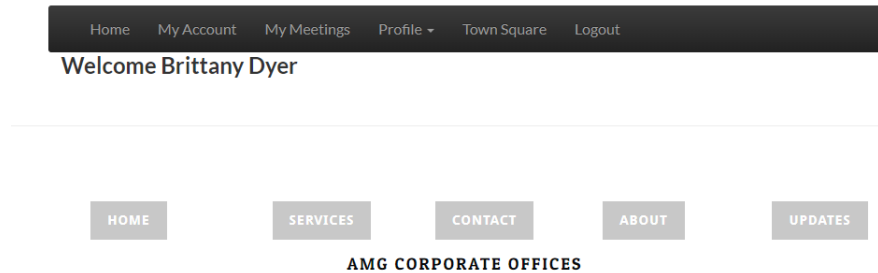 Home My Account My Meetings Profile Town Square Logout
Welcome Brittany Dyer
HOME SERVICES CONTACT ABOUT UPDATES
AMG CORPORATE OFFICES